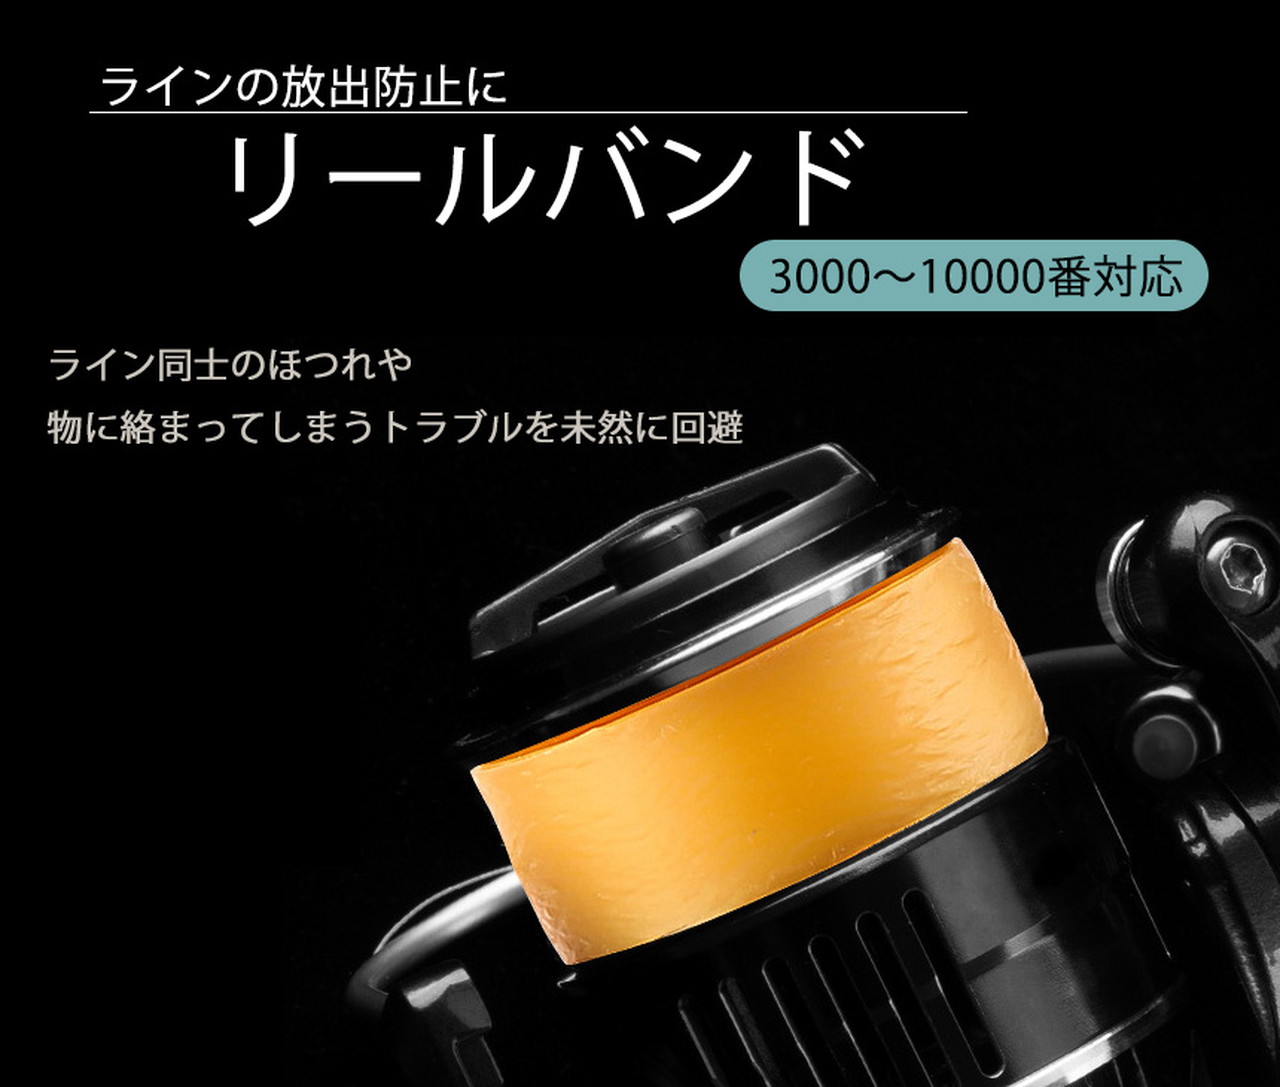 ラインの放出防止に
リールバンド
3000～10000番対応
ライン同士のほつれや
物に絡まってしまうトラブルを未然に回避